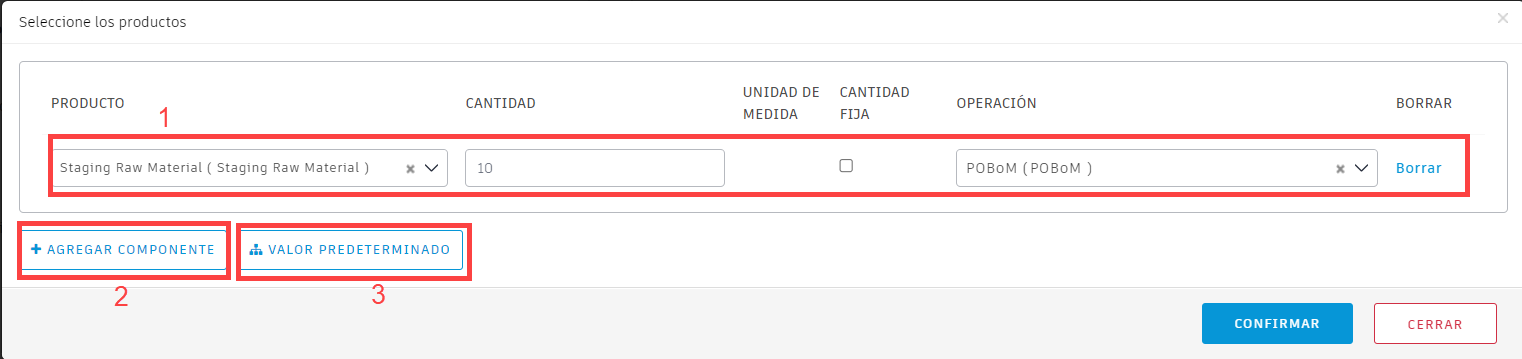 Seleccione los productos
PRODUCTO
CANTIDAD
UNIDAD DE
MEDIDA
CANTIDAD
FIJA
OPERACIÓN
BORRAR
1
Staging Raw Material ( Staging Raw Material )
10
POBoM (POBoM )
Borrar
AGREGAR COMPONENTE
VALOR PREDETERMINADO
2
3
CONFIRMAR
CERRAR